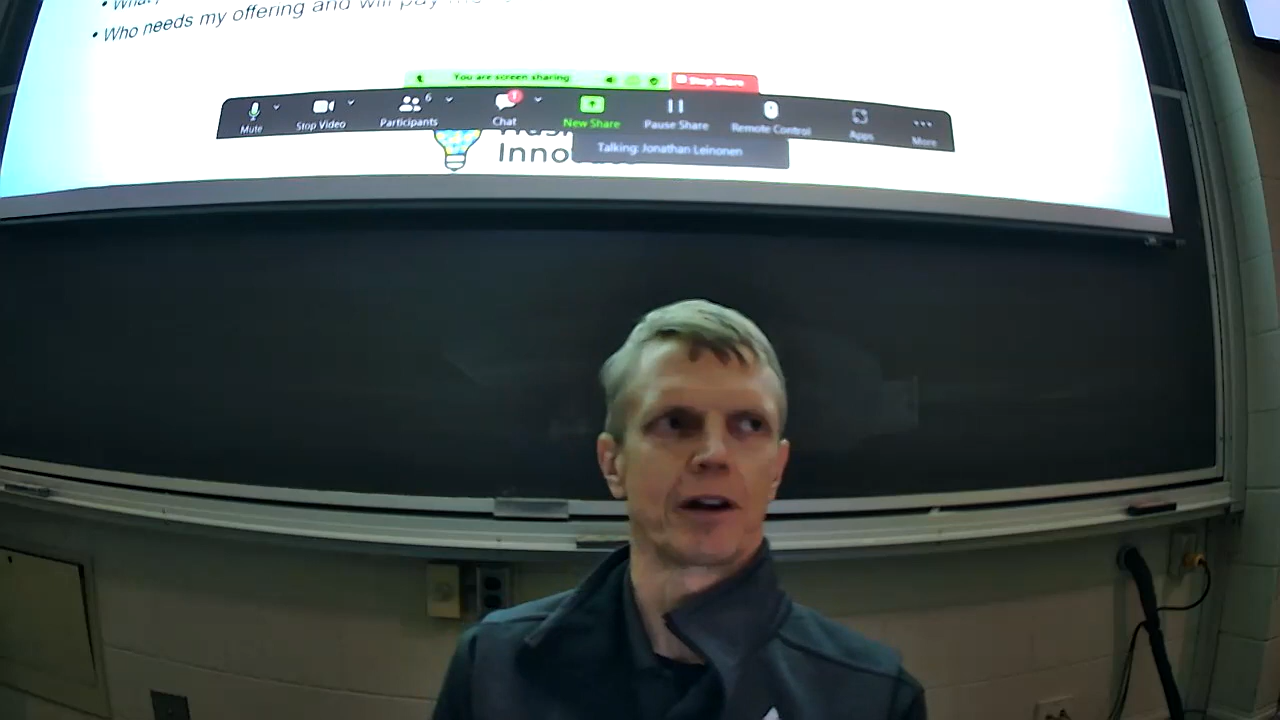 • Who needs my offering and will pay
You are screen sharing
Stop Share
6
1
Mute
Stop Video
Participants
Chat
New Share
Pause Share
Remote Control
Apps
More
Talking: Jonathan Leinonen